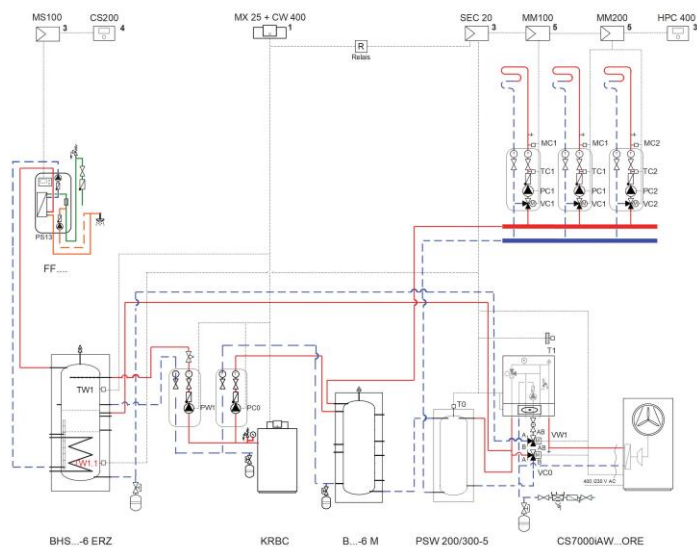 MS100 CS200 MX 25 + CW 400 SEC 20 MM100 MM200 HPC 400
3 4 1 3 5 5 3
R
Relais
MC1 MC1 MC2
TC1 TC1 TC2
PC1 PC1 PC2
VC1 VC1 VC2
PS13
FF....
T1
TW1
PW1 PC0
T0
A AB
B
VW1
A AB
B
VC0
TW1.1
400 /230 V AC
BHS...-6 ERZ KRBC B...-6 M PSW 200/300-5 CS7000iAW...ORE